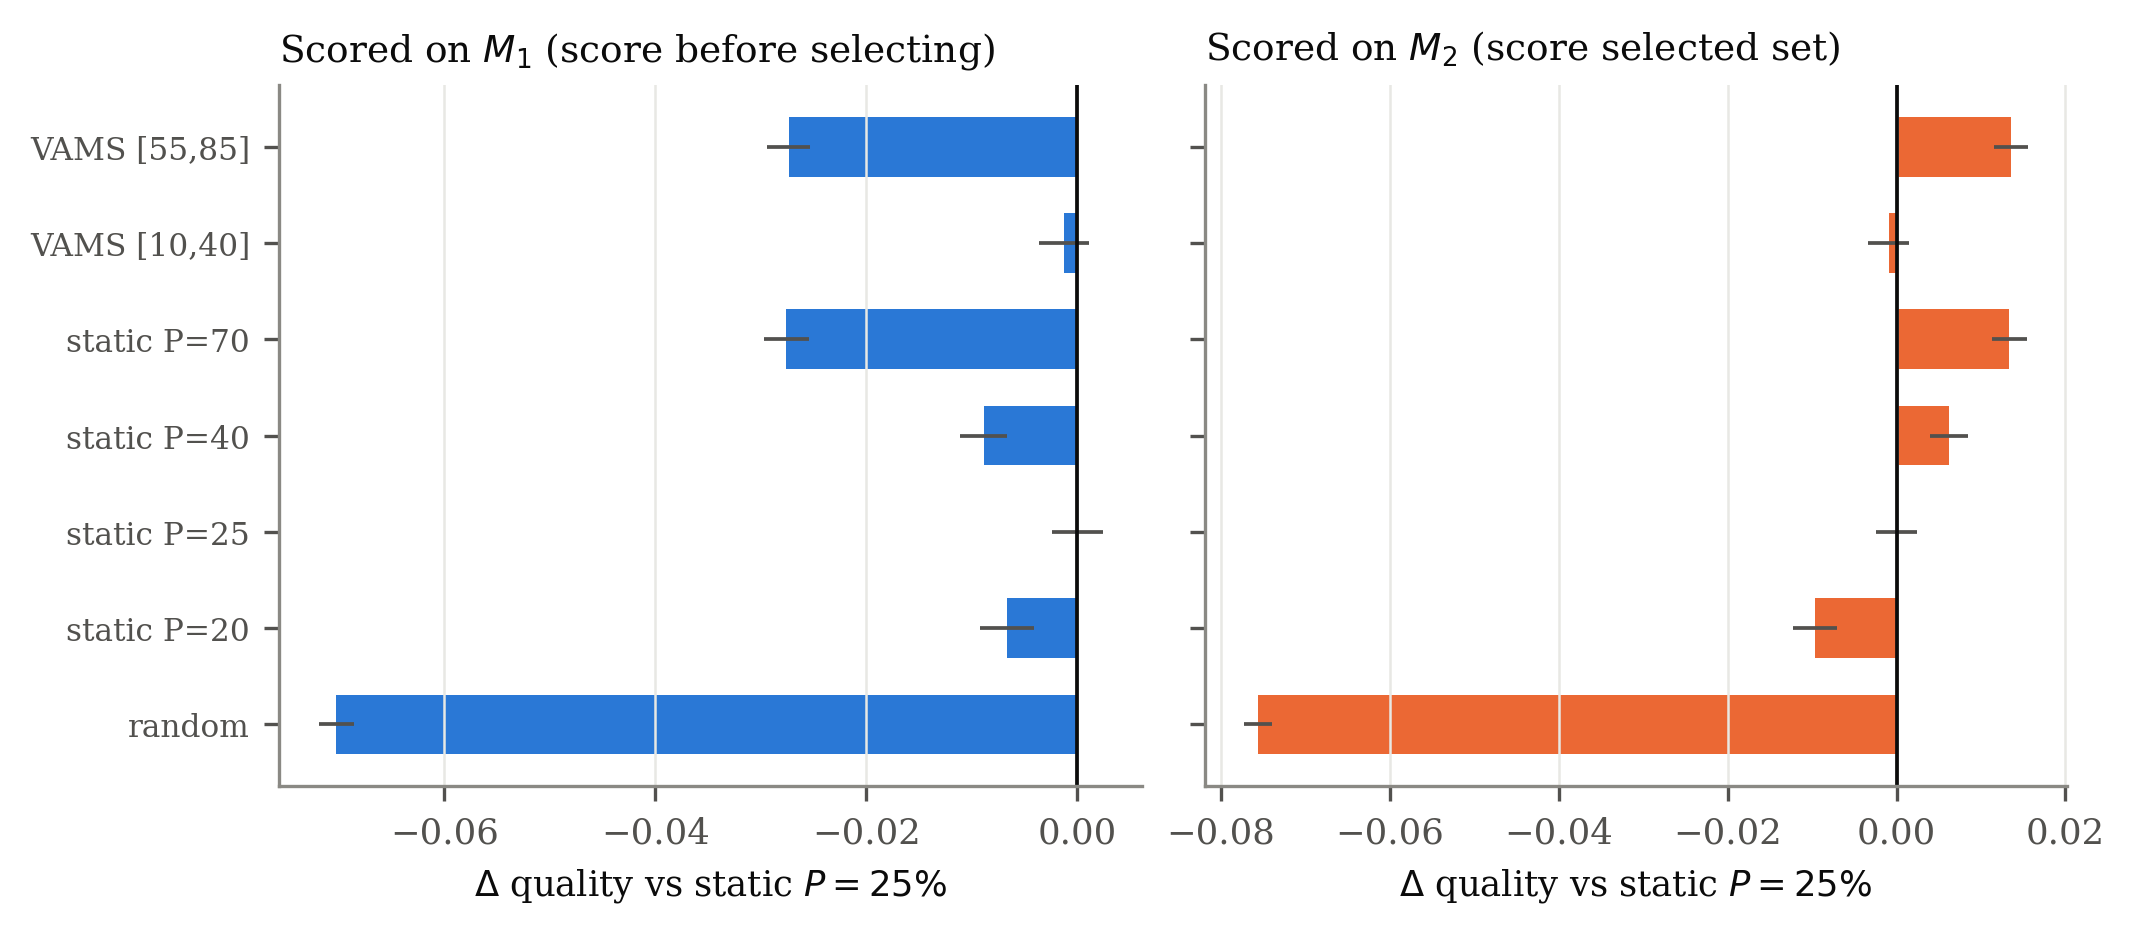 Scored on M₁ (score before selecting)
Scored on M₂ (score selected set)
VAMS [55,85]
VAMS [10,40]
static P=70
static P=40
static P=25
static P=20
random
−0.06 −0.04 −0.02 0.00
−0.08 −0.06 −0.04 −0.02 0.00 0.02
Δ quality vs static P = 25%
Δ quality vs static P = 25%